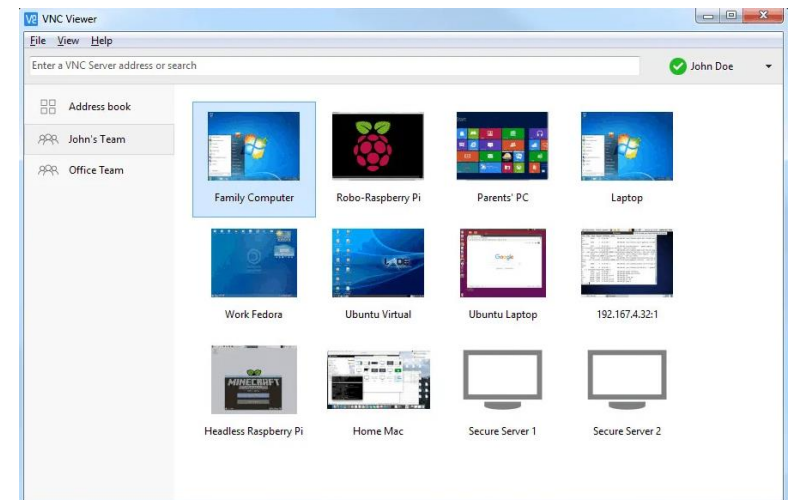 VNC Viewer
File View Help
Enter a VNC Server address or search
John Doe
Address book
John's Team
Office Team
Family Computer
Robo-Raspberry Pi
Parents' PC
Laptop
Work Fedora
Ubuntu Virtual
Google
Ubuntu Laptop
192.167.4.32:1
MINECRAFT
Headless Raspberry Pi
Home Mac
Secure Server 1
Secure Server 2